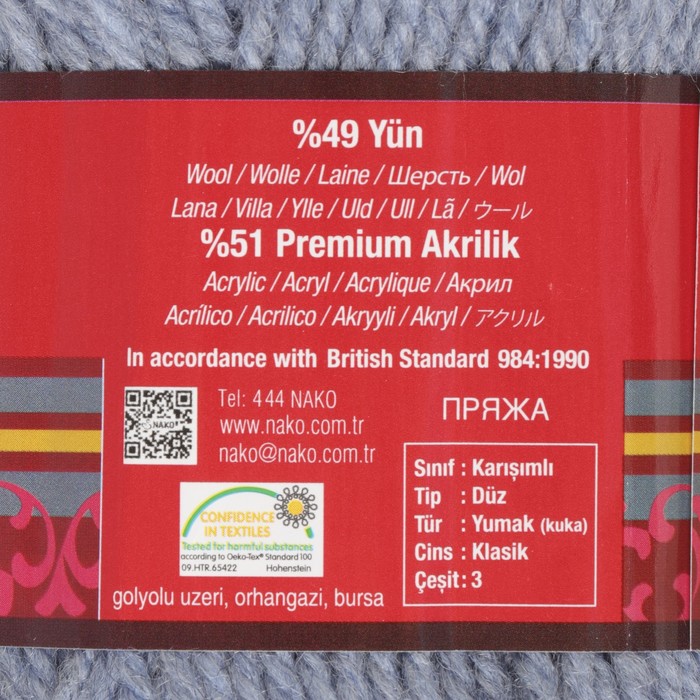 %49 Yün
Wool / Wolle / Laine / Шерсть / Wol
Lana / Villa / Ylle / Uld / Ull / Lã / ウール
%51 Premium Akrilik
Acrylic / Acryl / Acrylique / Акрил
Acrílico / Acrilico / Akryyli / Akryl / アクリル
In accordance with British Standard 984:1990
NAKO
Tel: 444 NAKO
www.nako.com.tr
nako@nako.com.tr
ПРЯЖА
CONFIDENCE
IN TEXTILES
Tested for harmful substances
according to Oeko-Tex® Standard 100
09.HTR.65422 Hohenstein
golyolu uzeri, orhangazi, bursa
Sınıf : Karışımlı
Tip : Düz
Tür : Yumak (kuka)
Cins : Klasik
Çeşit : 3